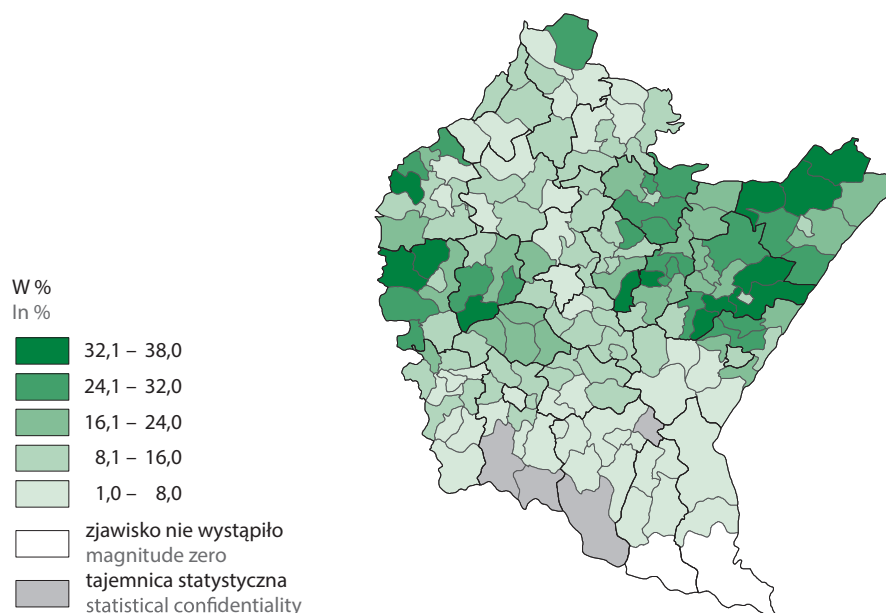 W %
In %
32,1 – 38,0
24,1 – 32,0
16,1 – 24,0
8,1 – 16,0
1,0 – 8,0
zjawisko nie wystąpiło
magnitude zero
tajemnica statystyczna
statistical confidentiality